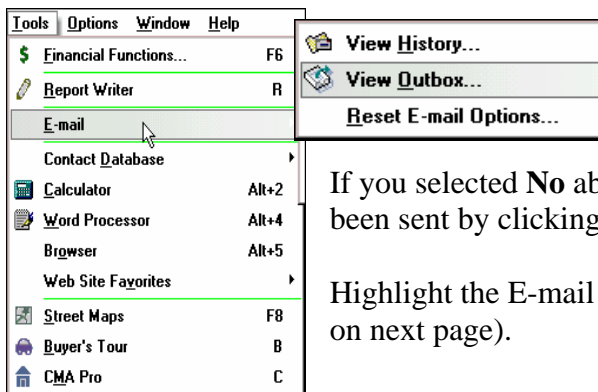 Tools Options Window Help
Financial Functions... F6
Report Writer R
E-mail
Contact Database
Calculator Alt+2
Word Processor Alt+4
Browser Alt+5
Web Site Favorites
Street Maps F8
Buyer's Tour B
CMA Pro C
View History...
View Outbox...
Reset E-mail Options...
If you selected No ab
been sent by clicking
Highlight the E-mail
on next page).